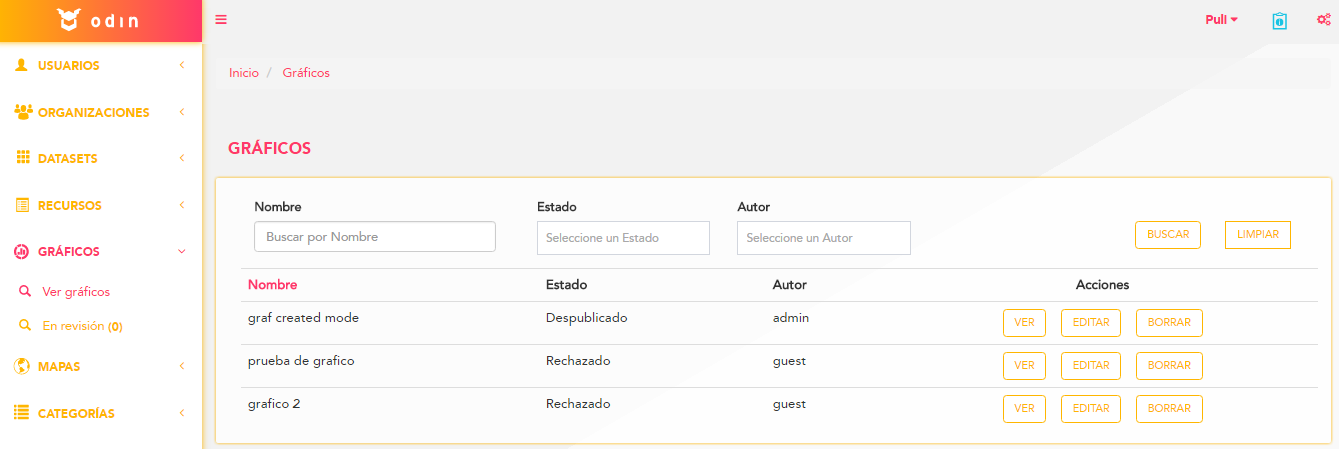 odin
Puli
USUARIOS
ORGANIZACIONES
DATASETS
RECURSOS
GRÁFICOS
Ver gráficos
En revisión (0)
MAPAS
CATEGORÍAS
Inicio / Gráficos
GRÁFICOS
Nombre Estado Autor
Buscar por Nombre Seleccione un Estado Seleccione un Autor BUSCAR LIMPIAR
Nombre Estado Autor Acciones
graf created mode Despublicado admin VER EDITAR BORRAR
prueba de grafico Rechazado guest VER EDITAR BORRAR
grafico 2 Rechazado guest VER EDITAR BORRAR